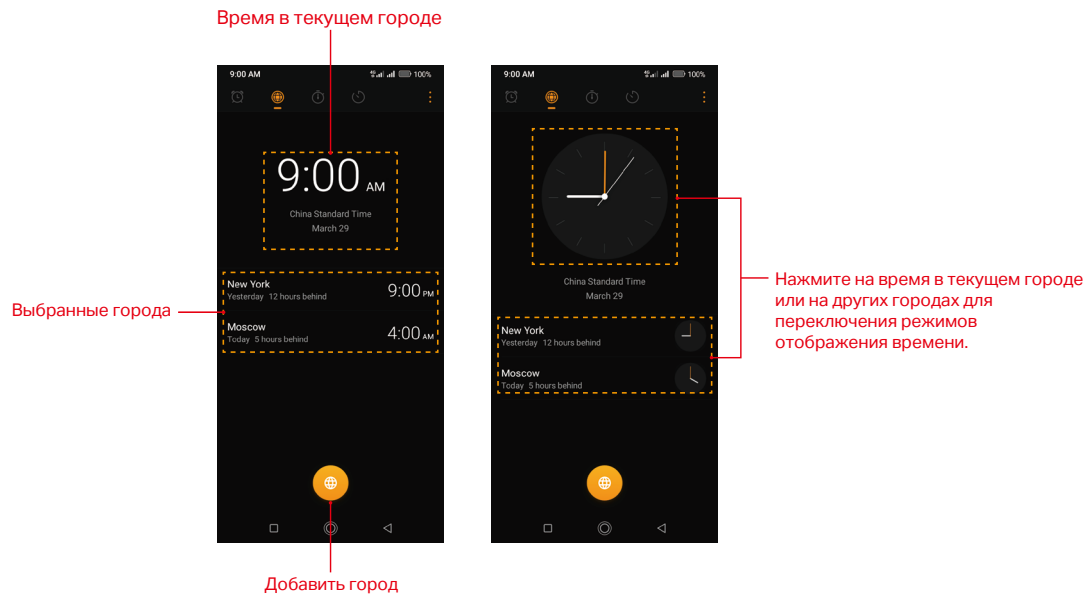 Время в текущем городе
9:00 AM
4G
100%
9:00 AM
China Standard Time
March 29
New York
Yesterday 12 hours behind
9:00 PM
Moscow
Today 5 hours behind
4:00 AM
Выбранные города
Добавить город
9:00 AM
4G
100%
China Standard Time
March 29
New York
Yesterday 12 hours behind
Moscow
Today 5 hours behind
Нажмите на время в текущем городе
или на других городах для
переключения режимов
отображения времени.